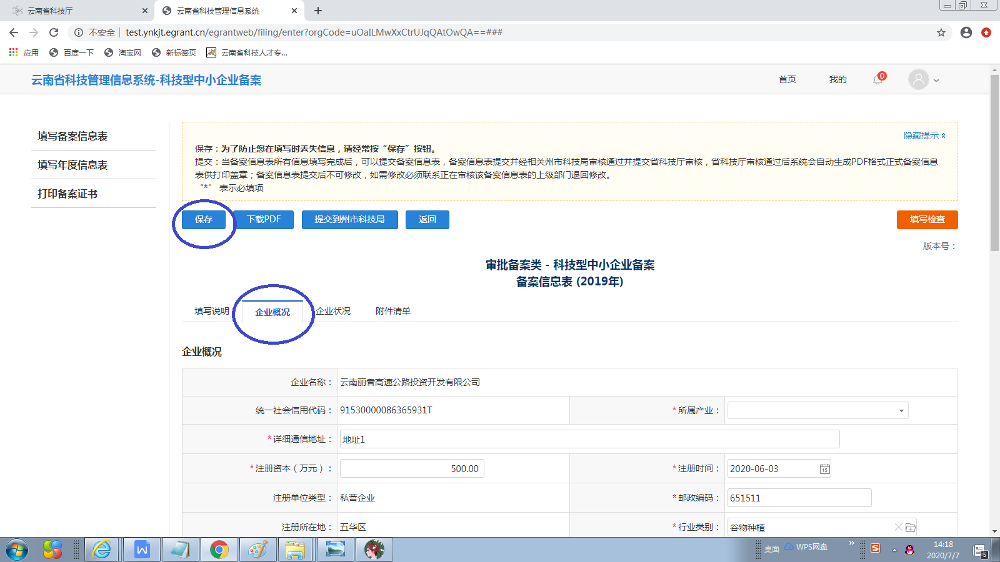 云南省科技厅
云南省科技管理信息系统
不安全 test.ynkjt.egrant.cn/egrantweb/filing/enter?orgCode=uOaILMwXxCtrUJqQAtOwQA==###
应用 百度一下 淘宝网 新标签页 云南省科技人才专...
云南省科技管理信息系统-科技型中小企业备案 首页 我的 0
填写备案信息表
填写年度信息表
打印备案证书
隐藏提示
保存：为了防止您在填写时丢失信息，请经常按“保存”按钮。
提交：当备案信息表所有信息填写完成后，可以提交备案信息表，备案信息表提交并经相关州市科技局审核通过并提交省科技厅审核，省科技厅审核通过后系统会自动生成PDF格式正式备案信息
表供打印盖章；备案信息表提交后不可修改，如需修改必须联系正在审核该备案信息表的上级部门退回修改。
“*” 表示必填项
保存 下载PDF 提交到州市科技局 返回 填写检查
版本号：
审批备案类 - 科技型中小企业备案
备案信息表 (2019年)
填写说明 企业概况 企业状况 附件清单
企业概况
企业名称： 云南丽香高速公路投资开发有限公司
统一社会信用代码： 91530000086365931T *所属产业：
*详细通信地址： 地址1
*注册资本（万元）： 500.00 *注册时间： 2020-06-03 15
注册单位类型： 私营企业 *邮政编码： 651511
注册所在地： 五华区 *行业类别： 谷物种植
桌面 WPS网盘 » 14:18
2020/7/7 5